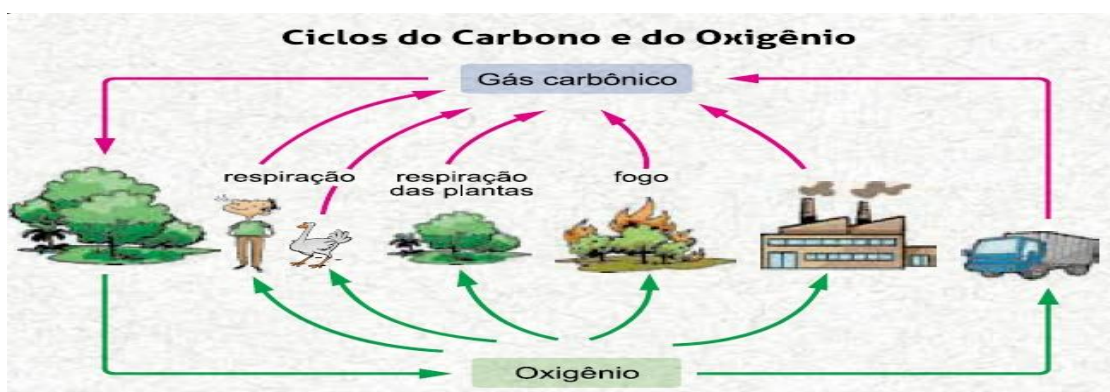 Ciclos do Carbono e do Oxigênio
Gás carbônico
respiração
respiração
das plantas
fogo
Oxigênio